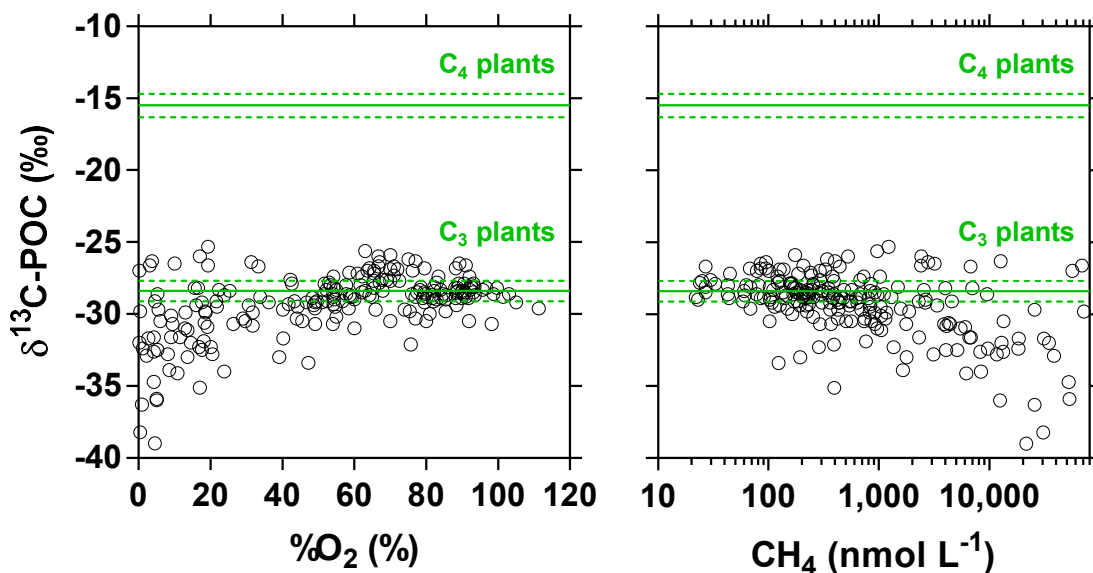 δ¹³C-POC (‰)
-10
-15
-20
-25
-30
-35
-40
C₄ plants
C₃ plants
0 20 40 60 80 100 120
%O₂ (%)
C₄ plants
C₃ plants
10 100 1,000 10,000
CH₄ (nmol L⁻¹)